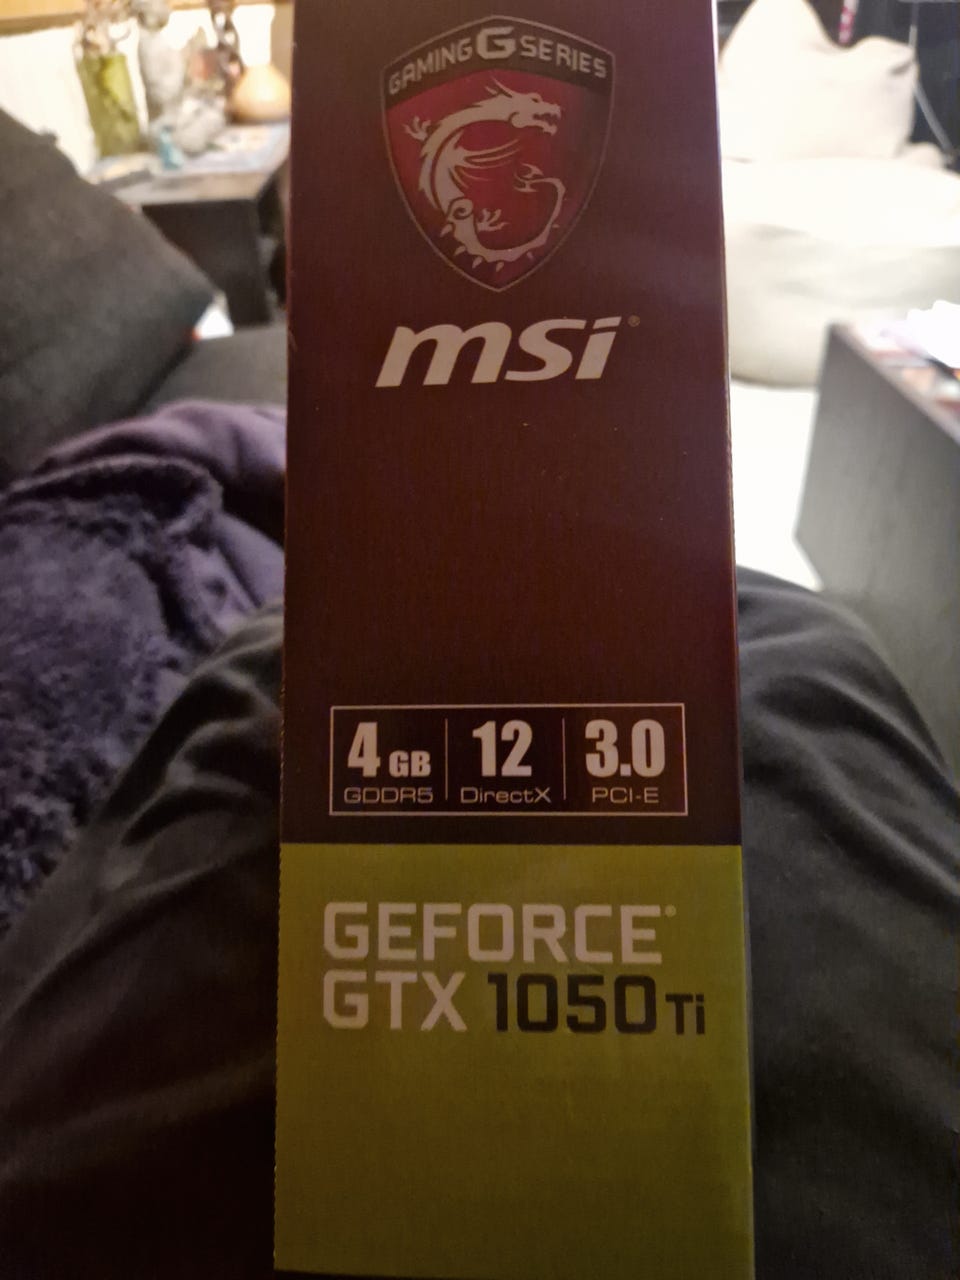 GAMING G SERIES
msi®
4 GB 12 3.0
GDDR5 DirectX PCI-E
GEFORCE®
GTX 1050 Ti